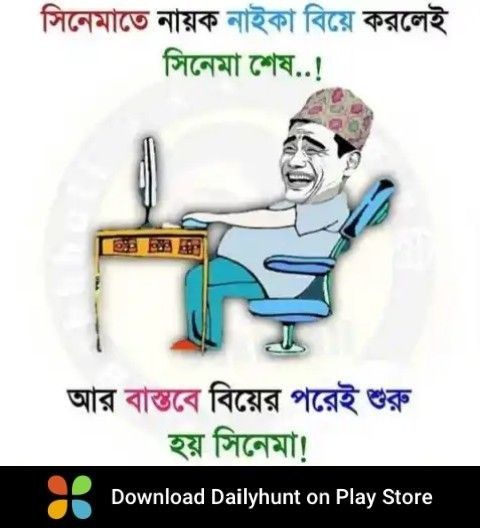 সিনেমাতে নায়ক নাইকা বিয়ে করলেই
সিনেমা শেষ..!
আর বাস্তবে বিয়ের পরেই শুরু
হয় সিনেমা!
Download Dailyhunt on Play Store